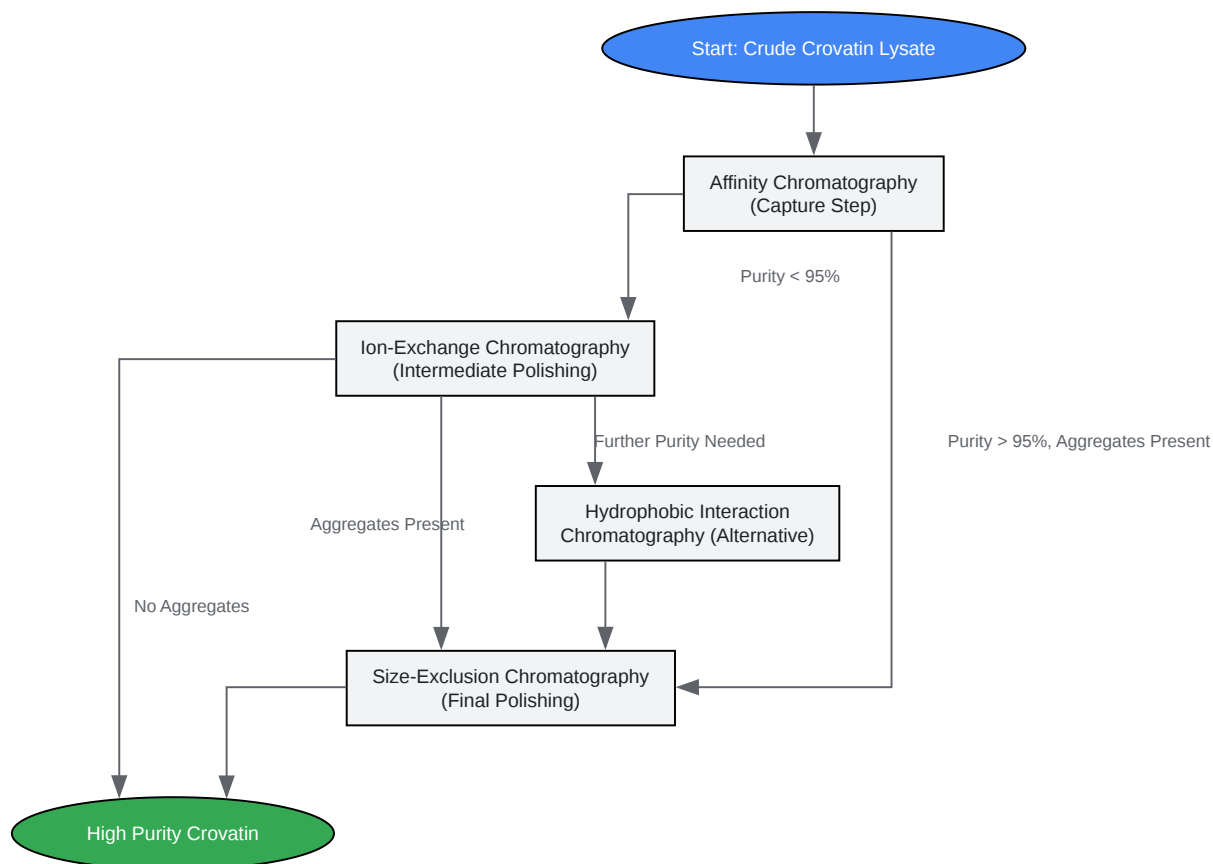 Start: Crude Crovatin Lysate
Affinity Chromatography
(Capture Step)
Purity < 95%
Ion-Exchange Chromatography
(Intermediate Polishing)
Further Purity Needed
Purity > 95%, Aggregates Present
Hydrophobic Interaction
Chromatography (Alternative)
Aggregates Present
No Aggregates
Size-Exclusion Chromatography
(Final Polishing)
High Purity Crovatin